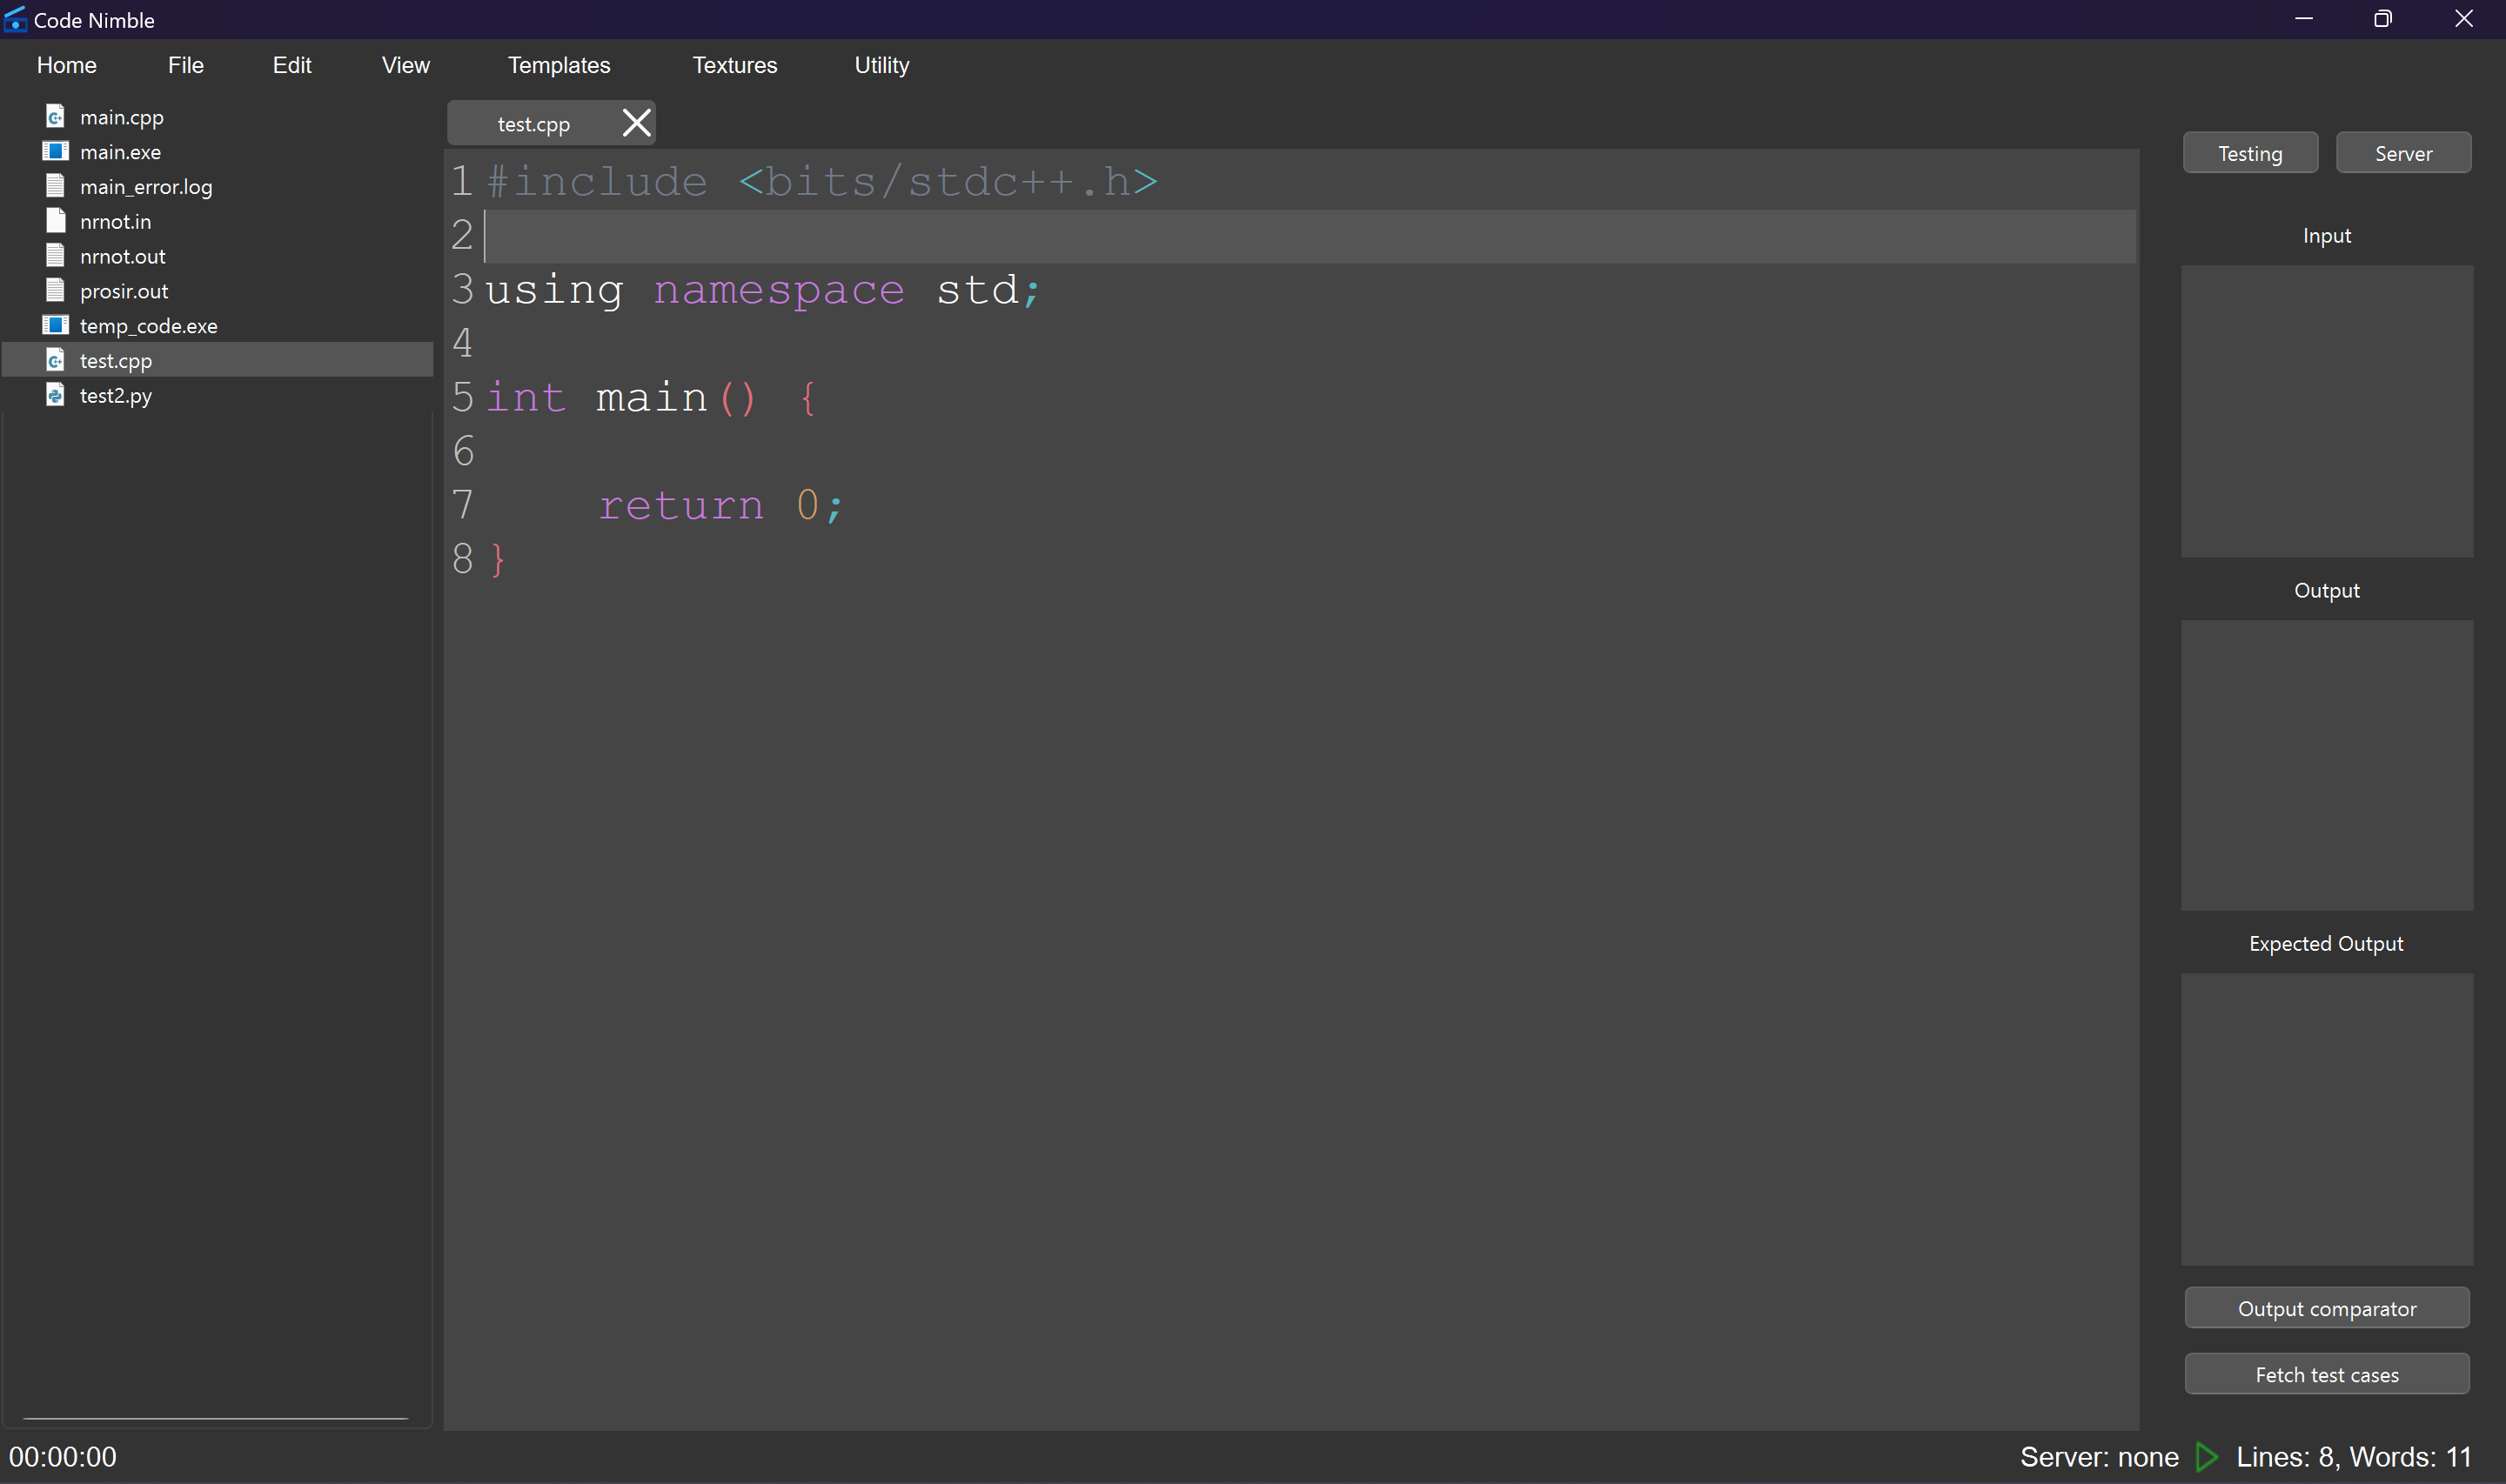 Code Nimble
Home File Edit View Templates Textures Utility
main.cpp
main.exe
main_error.log
nrnot.in
nrnot.out
prosir.out
temp_code.exe
test.cpp
test2.py
test.cpp
1 #include <bits/stdc++.h>
2
3 using namespace std;
4
5 int main() {
6
7     return 0;
8 }
Testing Server
Input
Output
Expected Output
Output comparator
Fetch test cases
00:00:00
Server: none Lines: 8, Words: 11